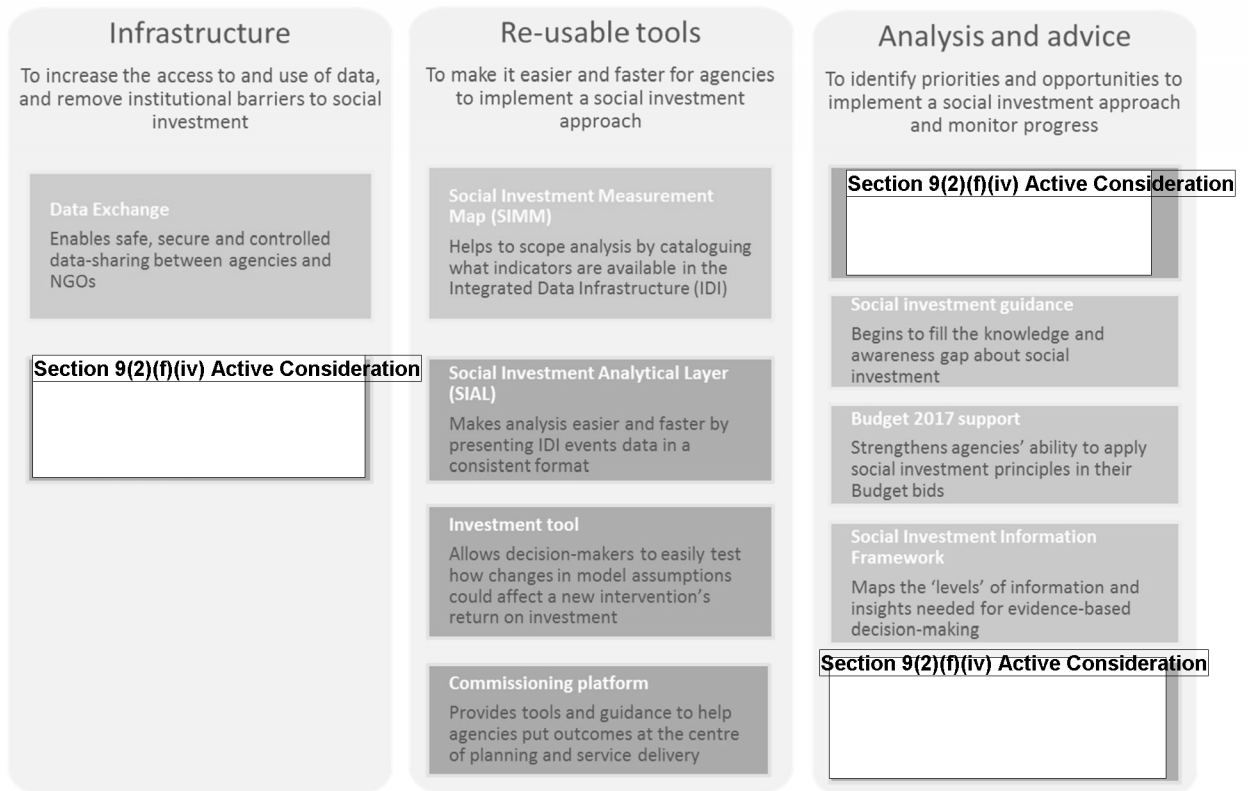 Infrastructure
To increase the access to and use of data,
and remove institutional barriers to social
investment
Data Exchange
Enables safe, secure and controlled
data-sharing between agencies and
NGOs
Section 9(2)(f)(iv) Active Consideration
Re-usable tools
To make it easier and faster for agencies
to implement a social investment
approach
Social Investment Measurement
Map (SIMM)
Helps to scope analysis by cataloguing
what indicators are available in the
Integrated Data Infrastructure (IDI)
Social Investment Analytical Layer
(SIAL)
Makes analysis easier and faster by
presenting IDI events data in a
consistent format
Investment tool
Allows decision-makers to easily test
how changes in model assumptions
could affect a new intervention's
return on investment
Commissioning platform
Provides tools and guidance to help
agencies put outcomes at the centre
of planning and service delivery
Analysis and advice
To identify priorities and opportunities to
implement a social investment approach
and monitor progress
Section 9(2)(f)(iv) Active Consideration
Social investment guidance
Begins to fill the knowledge and
awareness gap about social
investment
Budget 2017 support
Strengthens agencies' ability to apply
social investment principles in their
Budget bids
Social Investment Information
Framework
Maps the 'levels' of information and
insights needed for evidence-based
decision-making
Section 9(2)(f)(iv) Active Consideration